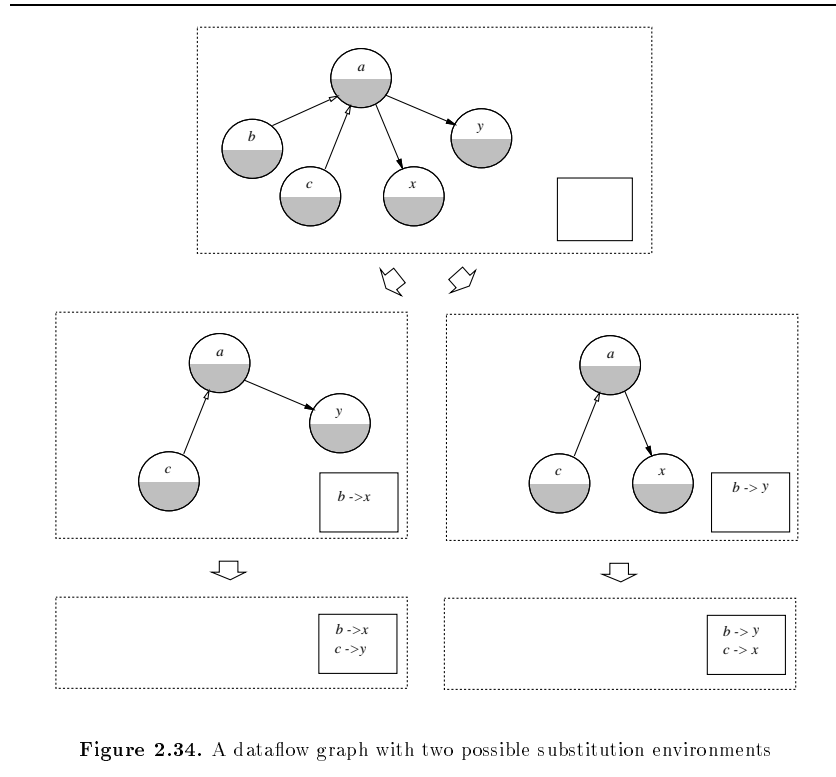 a
b
y
c
x
a
y
c
b ->x
a
c
x
b -> y
b ->x
c ->y
b -> y
c -> x
Figure 2.34. A dataflow graph with two possible substitution environments